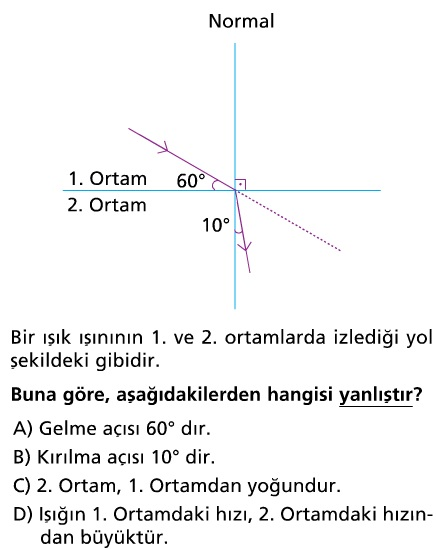 Normal
1. Ortam
60°
2. Ortam
10°
Bir ışık ışınının 1. ve 2. ortamlarda izlediği yol
şekildeki gibidir.
Buna göre, aşağıdakilerden hangisi yanlıştır?
A) Gelme açısı 60° dır.
B) Kırılma açısı 10° dir.
C) 2. Ortam, 1. Ortamdan yoğundur.
D) Işığın 1. Ortamdaki hızı, 2. Ortamdaki hızın-
dan büyüktür.